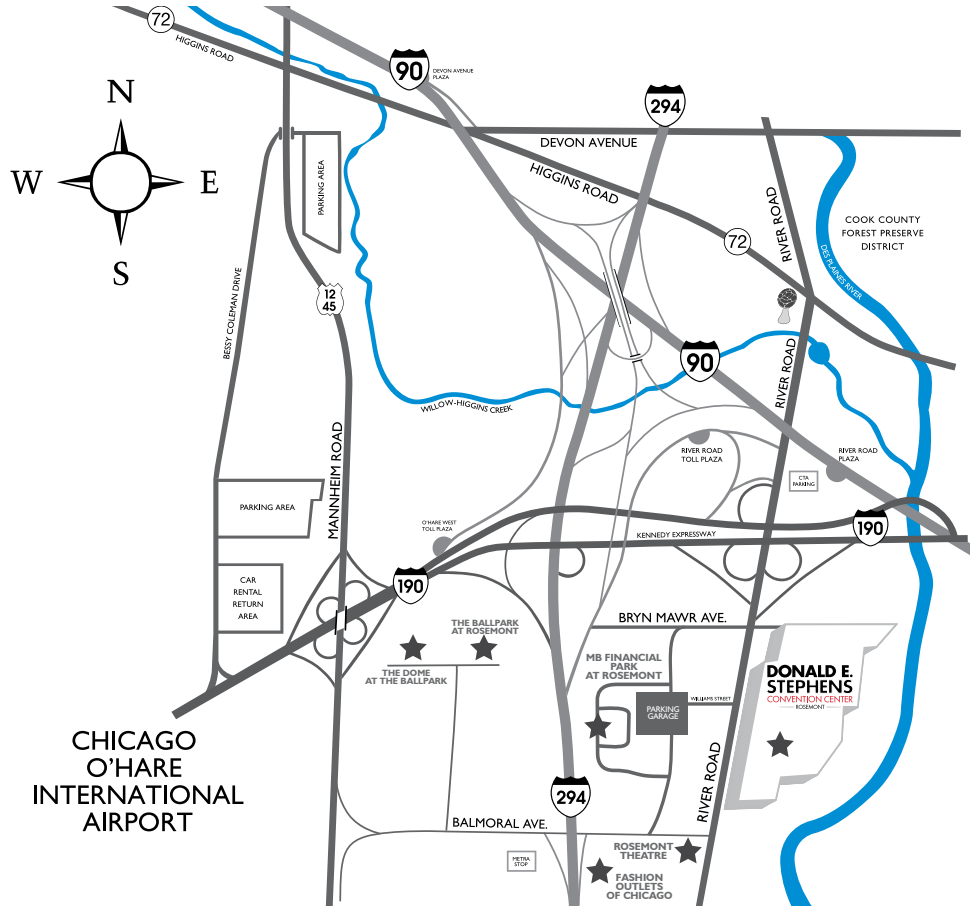 72
HIGGINS ROAD
90
DEVON AVENUE
PLAZA
294
N
W
E
S
DEVON AVENUE
HIGGINS ROAD
PARKING AREA
RIVER ROAD
72
COOK COUNTY
FOREST PRESERVE
DISTRICT
DES PLAINES RIVER
BESSY COLEMAN DRIVE
12
45
90
RIVER ROAD
WILLOW-HIGGINS CREEK
MANNHEIM ROAD
RIVER ROAD
TOLL PLAZA
RIVER ROAD
PLAZA
CTA
PARKING
PARKING AREA
O'HARE WEST
TOLL PLAZA
KENNEDY EXPRESSWAY
190
CAR
RENTAL
RETURN
AREA
190
BRYN MAWR AVE.
THE BALLPARK
AT ROSEMONT
THE DOME
AT THE BALLPARK
MB FINANCIAL
PARK
AT ROSEMONT
DONALD E.
STEPHENS
CONVENTION CENTER
ROSEMONT
WILLIAMS STREET
PARKING
GARAGE
CHICAGO
O'HARE
INTERNATIONAL
AIRPORT
RIVER ROAD
294
BALMORAL AVE.
METRA
STOP
ROSEMONT
THEATRE
FASHION
OUTLETS
OF CHICAGO